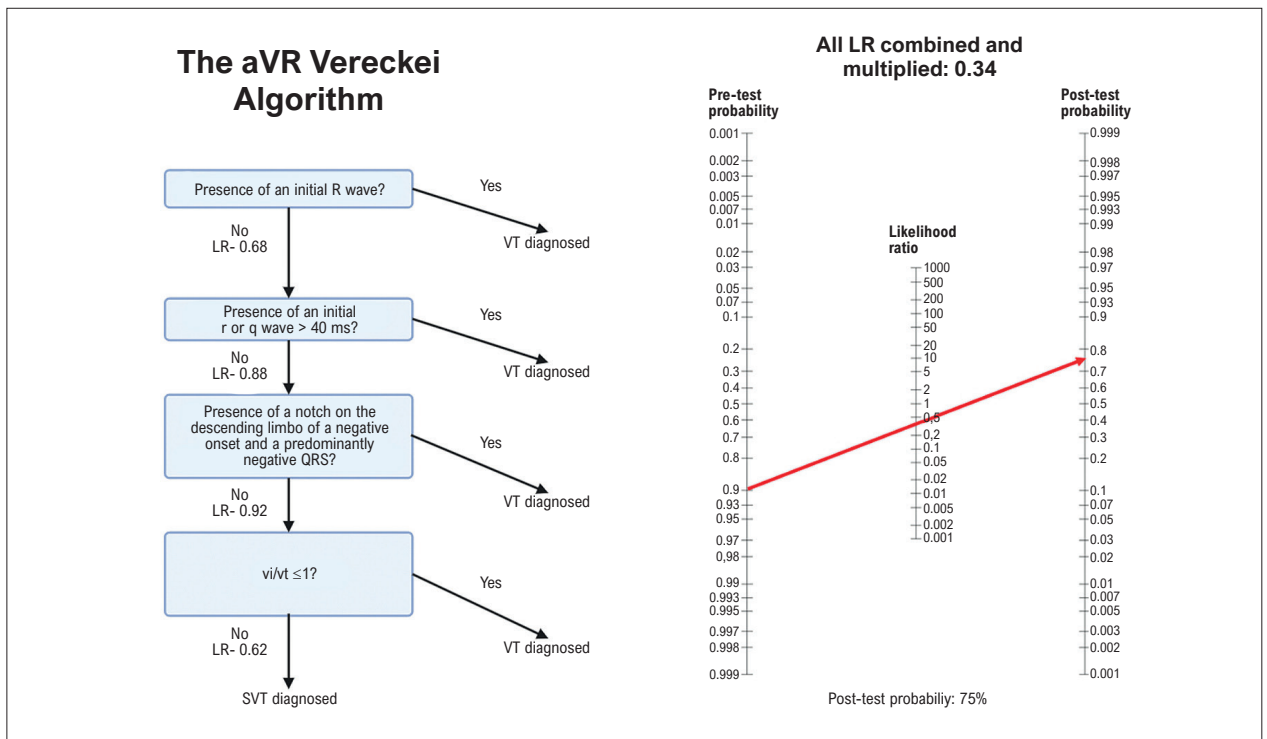 The aVR Vereckei
Algorithm
Presence of an initial R wave?
Yes
VT diagnosed
No
LR- 0.68
Presence of an initial
r or q wave > 40 ms?
Yes
VT diagnosed
No
LR- 0.88
Presence of a notch on the
descending limbo of a negative
onset and a predominantly
negative QRS?
Yes
VT diagnosed
No
LR- 0.92
vi/vt ≤1?
Yes
VT diagnosed
No
LR- 0.62
SVT diagnosed
All LR combined and
multiplied: 0.34
Pre-test
probability
0.001
0.002
0.003
0.005
0.007
0.01
0.02
0.03
0.05
0.07
0.1
0.2
0.3
0.4
0.5
0.6
0.7
0.8
0.9
0.93
0.95
0.97
0,98
0.99
0.993
0.995
0.997
0.998
0.999
Likelihood
ratio
1000
500
200
100
50
20
10
5
2
1
0,5
0,2
0.1
0.05
0.02
0.01
0.005
0.002
0.001
Post-test
probability
0.999
0.998
0.997
0.995
0.993
0.99
0.98
0.97
0.95
0.93
0.9
0.8
0.7
0.6
0.5
0.4
0.3
0.2
0.1
0.07
0.05
0.03
0.02
0.01
0.007
0.005
0.003
0.002
0.001
Post-test probabiliy: 75%